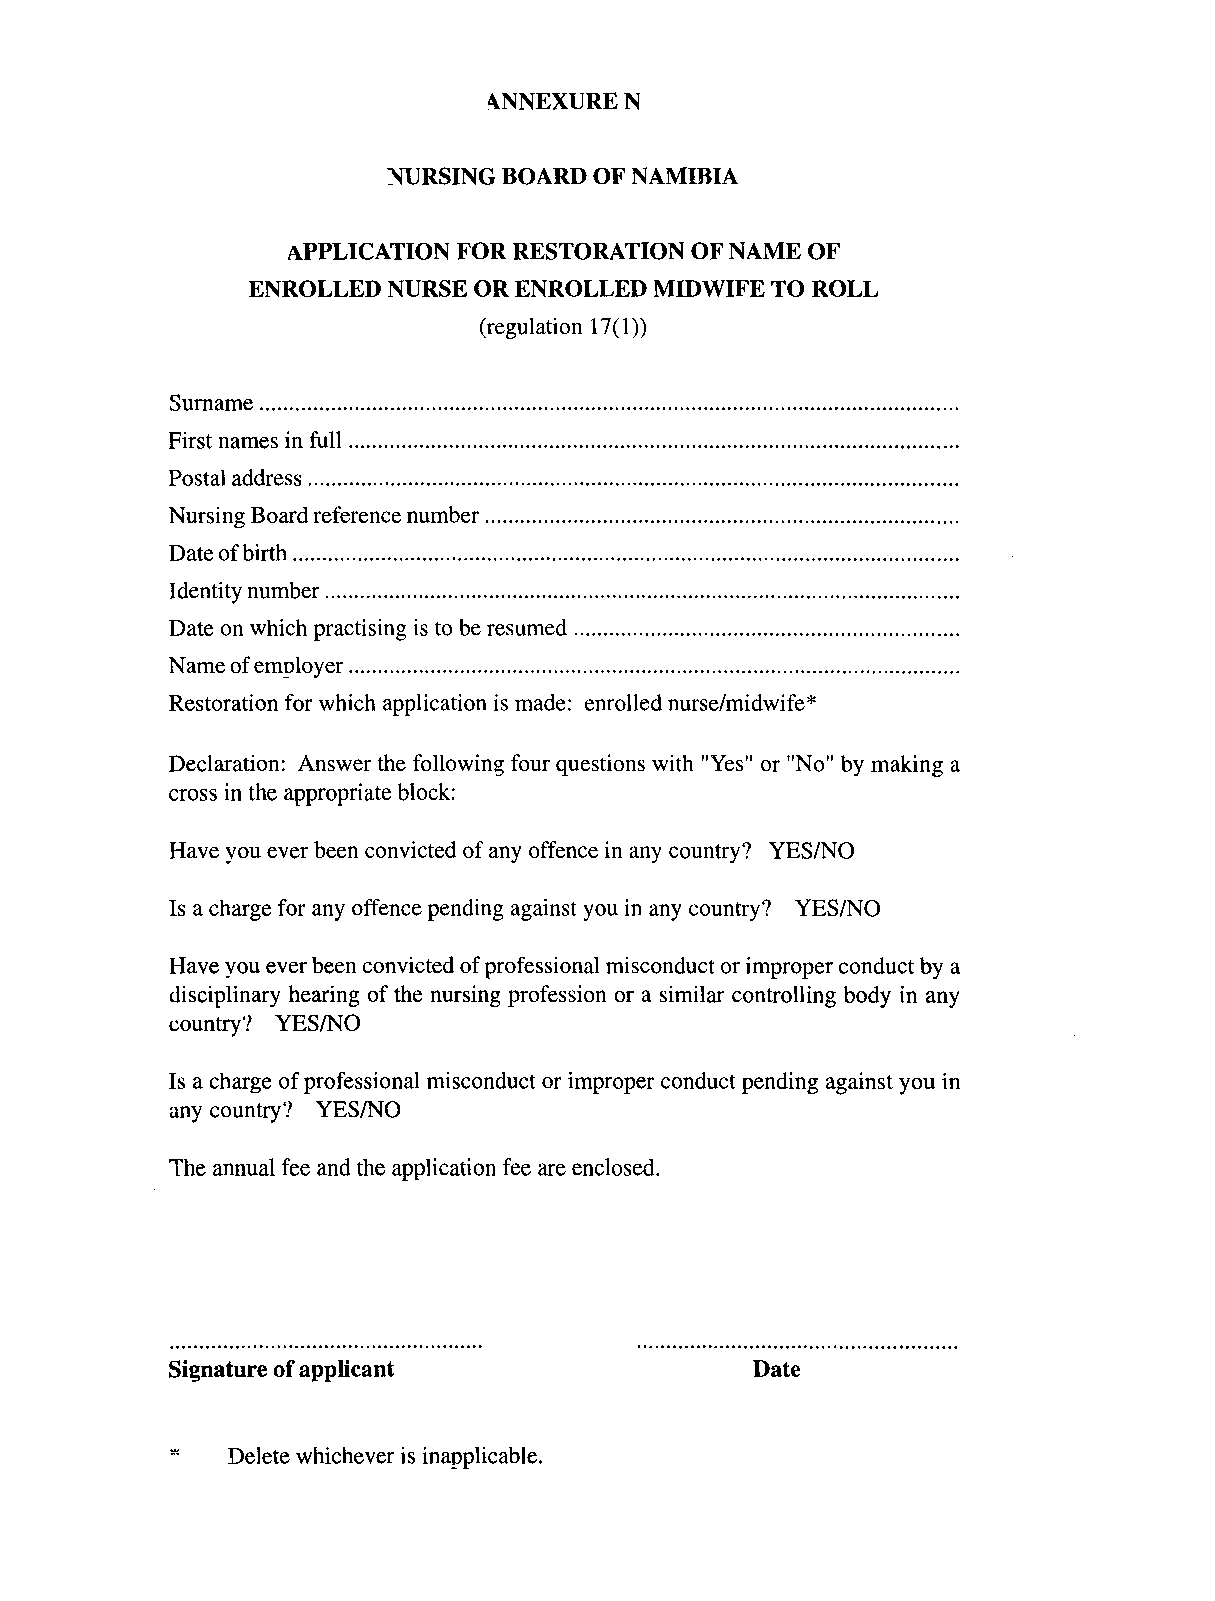 ANNEXURE N
NURSING BOARD OF NAMIBIA
APPLICATION FOR RESTORATION OF NAME OF
ENROLLED NURSE OR ENROLLED MIDWIFE TO ROLL
(regulation 17(1))
Surname ........................................................................................................................
First names in full .........................................................................................................
Postal address ................................................................................................................
Nursing Board reference number .................................................................................
Date of birth ..................................................................................................................
Identity number .............................................................................................................
Date on which practising is to be resumed ..................................................................
Name of employer .........................................................................................................
Restoration for which application is made: enrolled nurse/midwife*
Declaration: Answer the following four questions with "Yes" or "No" by making a
cross in the appropriate block:
Have you ever been convicted of any offence in any country? YES/NO
Is a charge for any offence pending against you in any country? YES/NO
Have you ever been convicted of professional misconduct or improper conduct by a
disciplinary hearing of the nursing profession or a similar controlling body in any
country? YES/NO
Is a charge of professional misconduct or improper conduct pending against you in
any country? YES/NO
The annual fee and the application fee are enclosed.
..................................................... ......................................................
Signature of applicant Date
* Delete whichever is inapplicable.